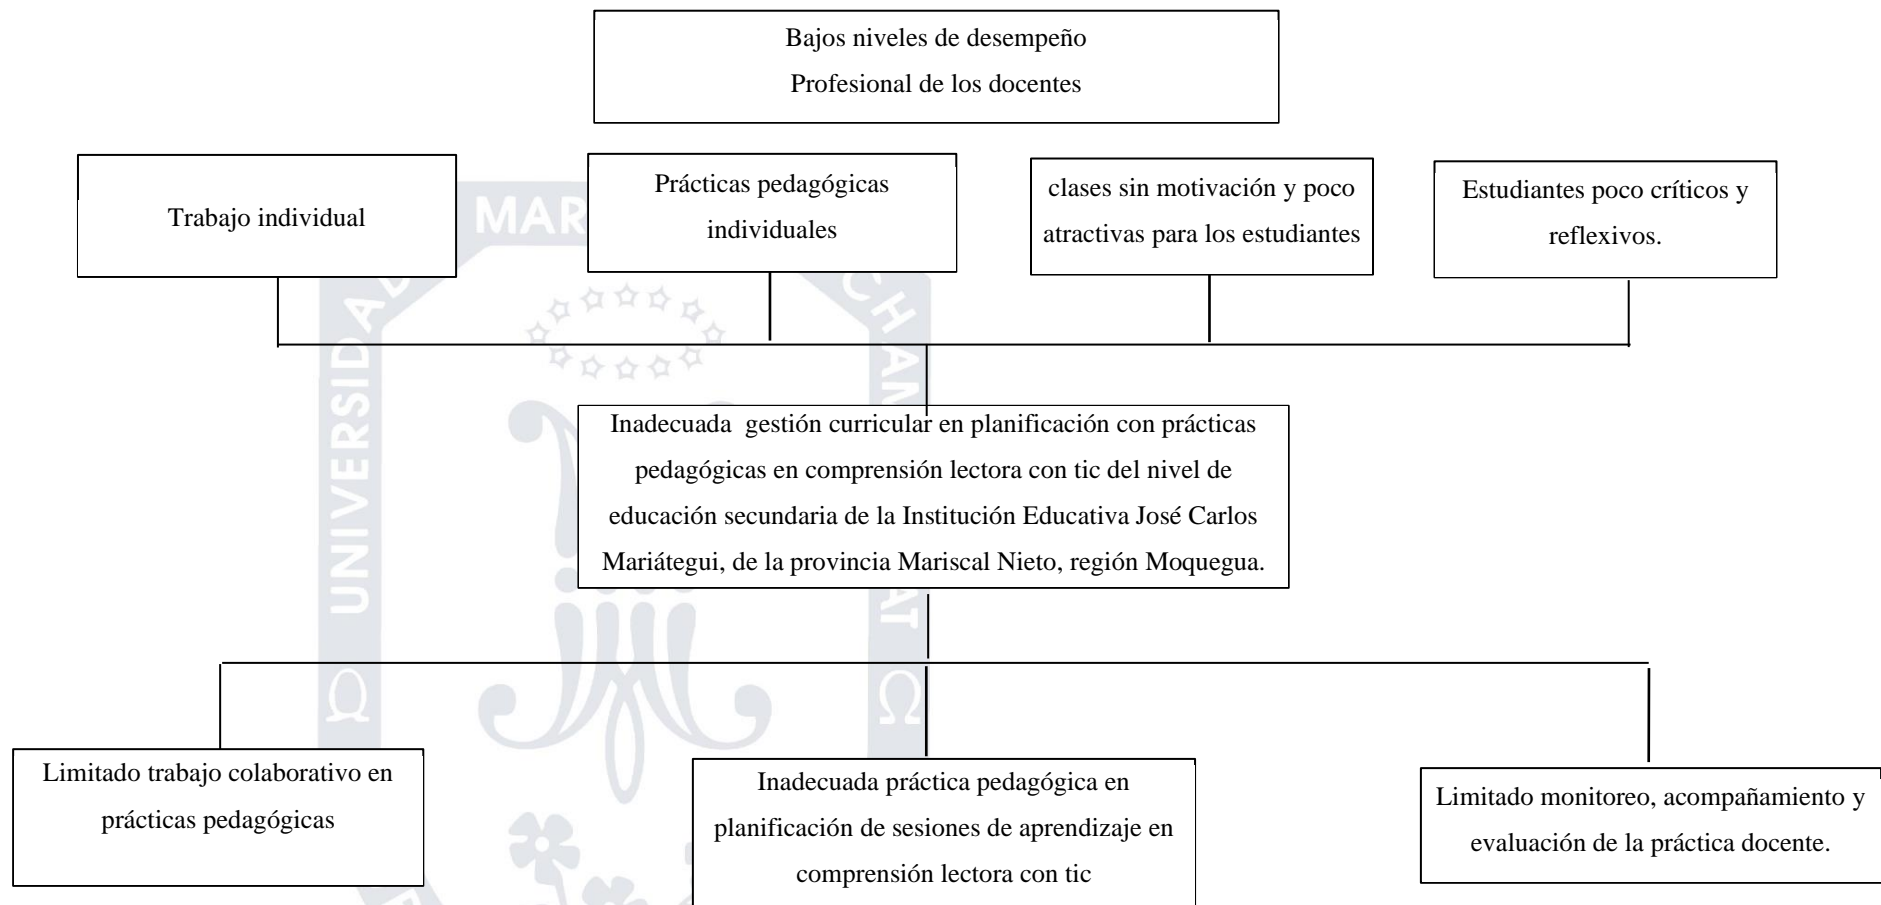 Bajos niveles de desempeño
Profesional de los docentes
Trabajo individual
Prácticas pedagógicas
individuales
clases sin motivación y poco
atractivas para los estudiantes
Estudiantes poco críticos y
reflexivos.
Inadecuada  gestión curricular en planificación con prácticas
pedagógicas en comprensión lectora con tic del nivel de
educación secundaria de la Institución Educativa José Carlos
Mariátegui, de la provincia Mariscal Nieto, región Moquegua.
Limitado trabajo colaborativo en
prácticas pedagógicas
Inadecuada práctica pedagógica en
planificación de sesiones de aprendizaje en
comprensión lectora con tic
Limitado monitoreo, acompañamiento y
evaluación de la práctica docente.